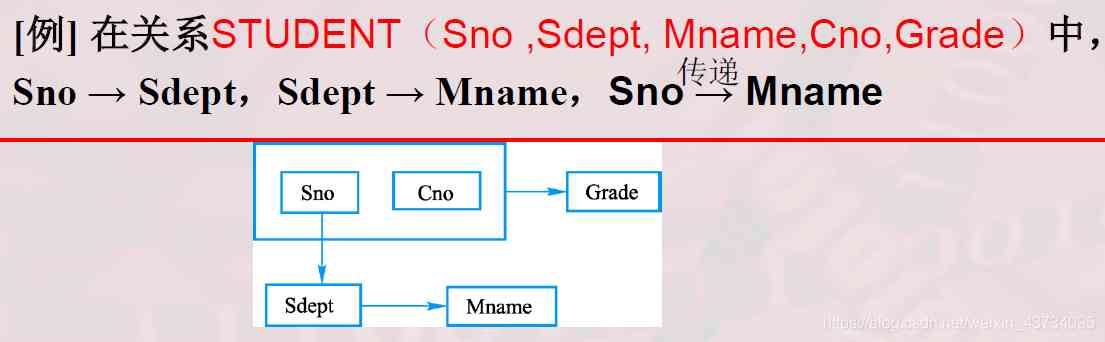 [例] 在关系STUDENT（Sno ,Sdept, Mname,Cno,Grade）中，
Sno → Sdept，Sdept → Mname，Sno 传递→ Mname
Sno Cno Grade
Sdept Mname
https://blog.csdn.net/weixin_43734095